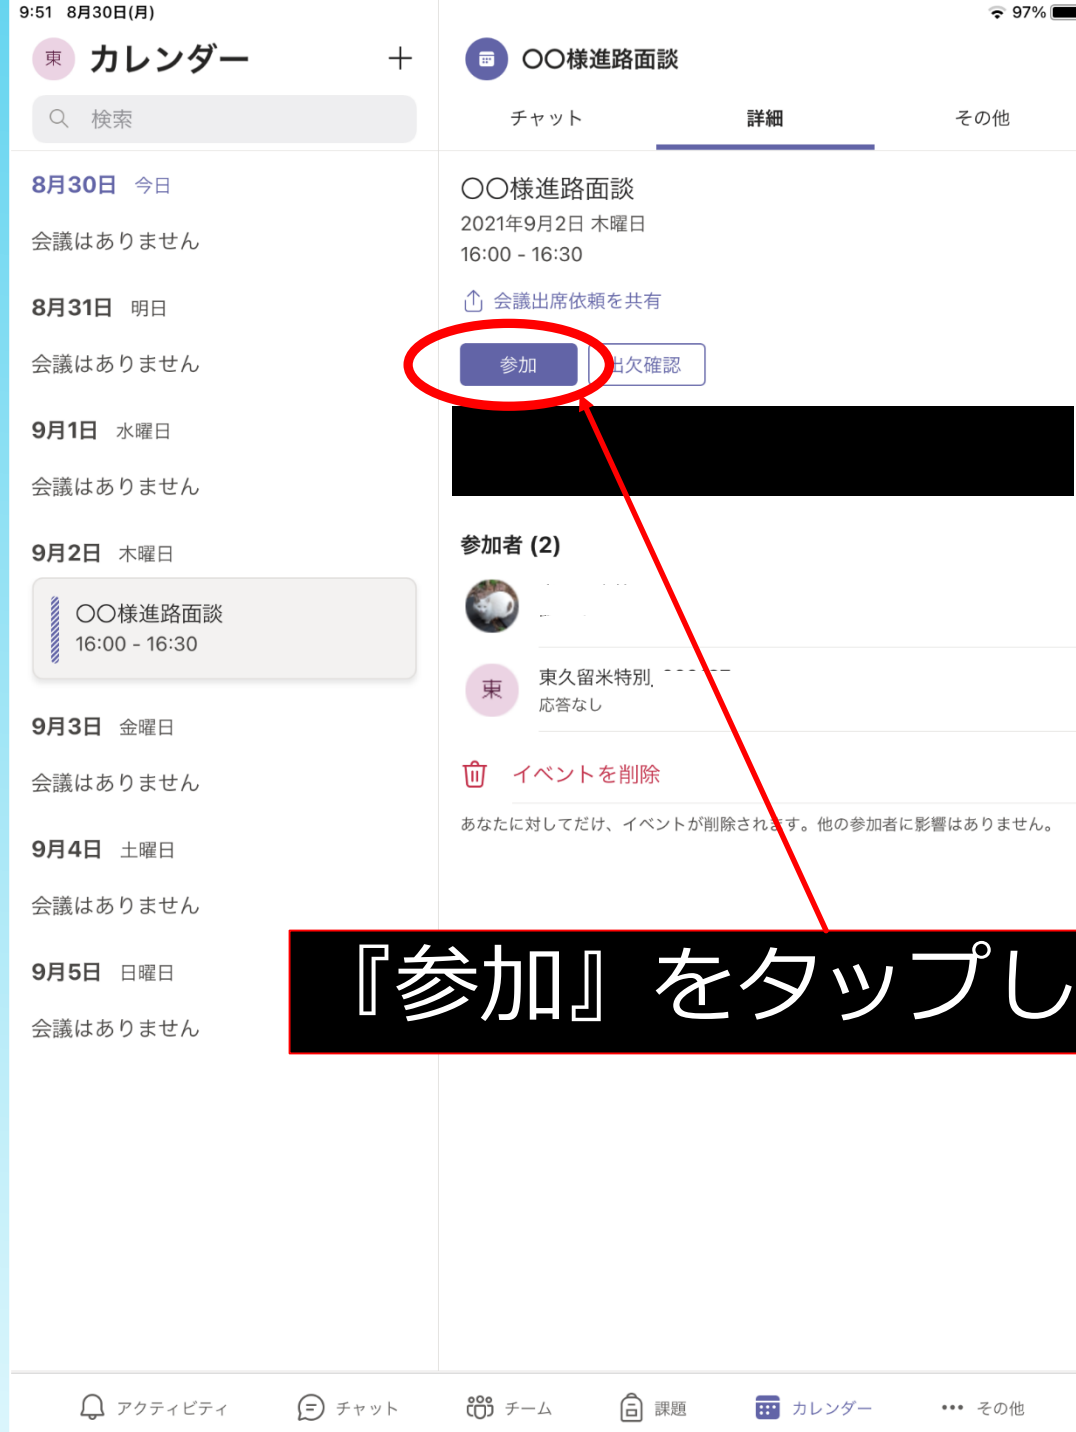 9:51 8月30日(月)
97%
東 カレンダー
検索
8月30日 今日
会議はありません
8月31日 明日
会議はありません
9月1日 水曜日
会議はありません
9月2日 木曜日
〇〇様進路面談
16:00 - 16:30
9月3日 金曜日
会議はありません
9月4日 土曜日
会議はありません
9月5日 日曜日
会議はありません
〇〇様進路面談
チャット 詳細 その他
〇〇様進路面談
2021年9月2日 木曜日
16:00 - 16:30
会議出席依頼を共有
参加 出欠確認
参加者 (2)
東 東久留米特別
応答なし
イベントを削除
あなたに対してだけ、イベントが削除されます。他の参加者に影響はありません。
『参加』をタップし
アクティビティ チャット チーム 課題 カレンダー その他